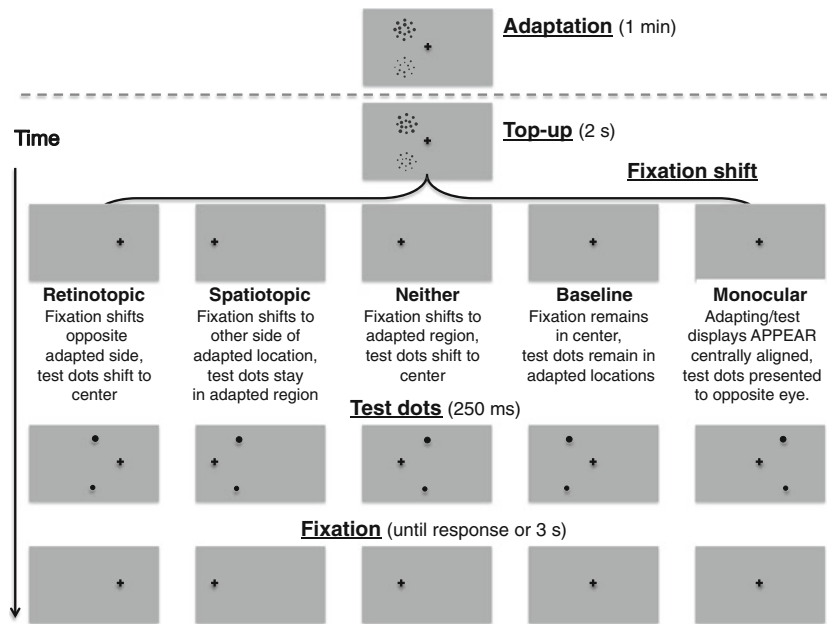 Adaptation (1 min)
Top-up (2 s)
Time
Fixation shift
Retinotopic
Fixation shifts
opposite
adapted side,
test dots shift to
center
Spatiotopic
Fixation shifts to
other side of
adapted location,
test dots stay
in adapted region
Neither
Fixation shifts to
adapted region,
test dots shift to
center
Baseline
Fixation remains
in center,
test dots remain in
adapted locations
Monocular
Adapting/test
displays APPEAR
centrally aligned,
test dots presented
to opposite eye.
Test dots (250 ms)
Fixation (until response or 3 s)